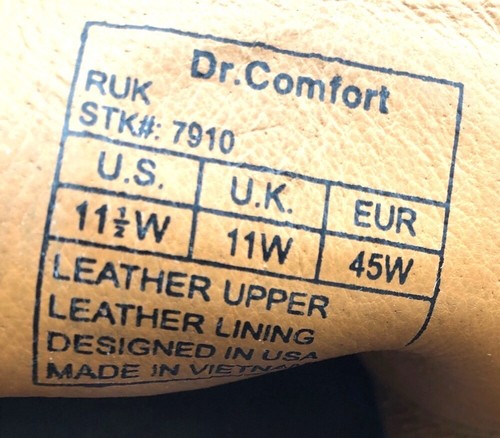 Dr.Comfort
RUK
STK#: 7910
U.S. U.K. EUR
11½W 11W 45W
LEATHER UPPER
LEATHER LINING
DESIGNED IN USA
MADE IN VIETNAM